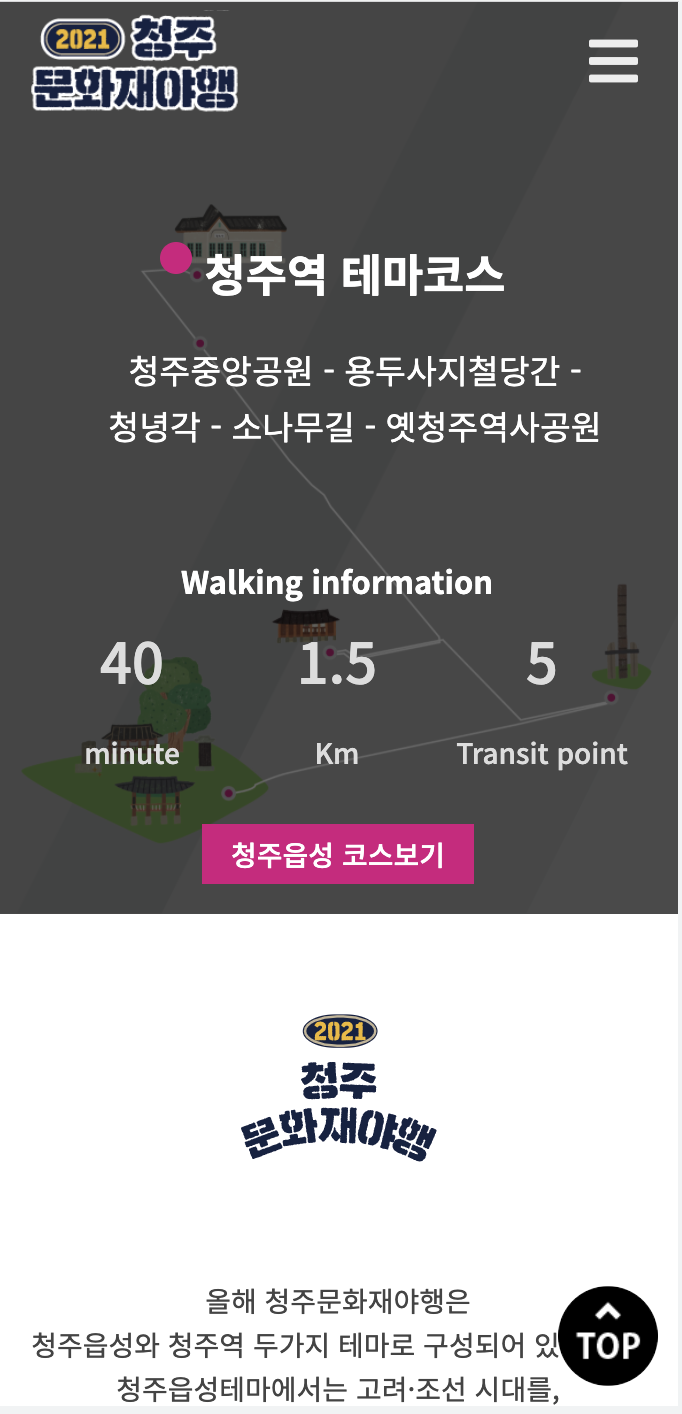 2021 청주
문화재야행
청주역 테마코스
청주중앙공원 - 용두사지철당간 -
청녕각 - 소나무길 - 옛청주역사공원
Walking information
40 1.5 5
minute Km Transit point
청주읍성 코스보기
2021
청주
문화재야행
올해 청주문화재야행은
청주읍성와 청주역 두가지 테마로 구성되어 있
TOP
청주읍성테마에서는 고려·조선 시대를,